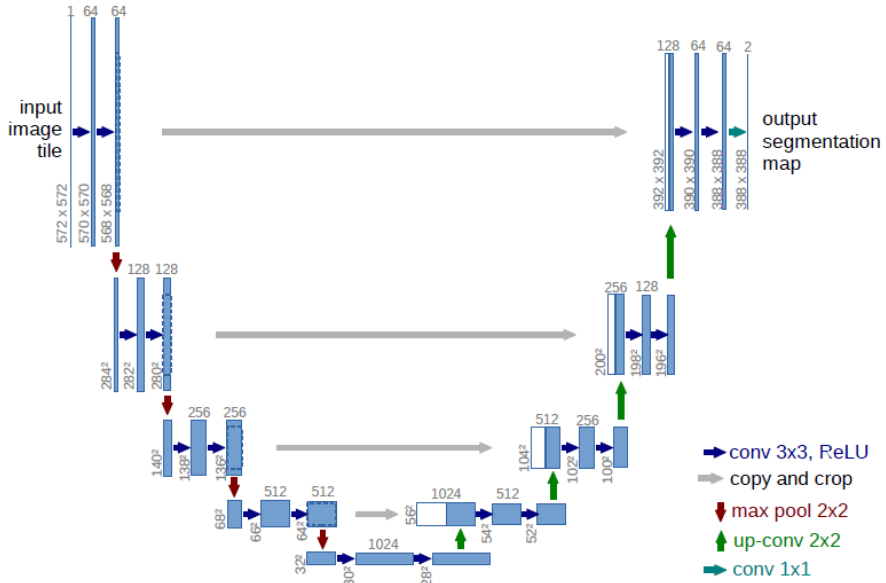 1 64 64
128 64 64 2
input
image
tile
output
segmentation
map
572 x 572
570 x 570
568 x 568
392 x 392
390 x 390
388 x 388
388 x 388
128 128
256 128
284²
282²
280²
200²
198²
196²
256 256
512 256
140²
138²
136²
104²
102²
100²
512 512
1024 512
68²
66²
64²
56²
54²
52²
1024
32²
30²
28²
conv 3x3, ReLU
copy and crop
max pool 2x2
up-conv 2x2
conv 1x1